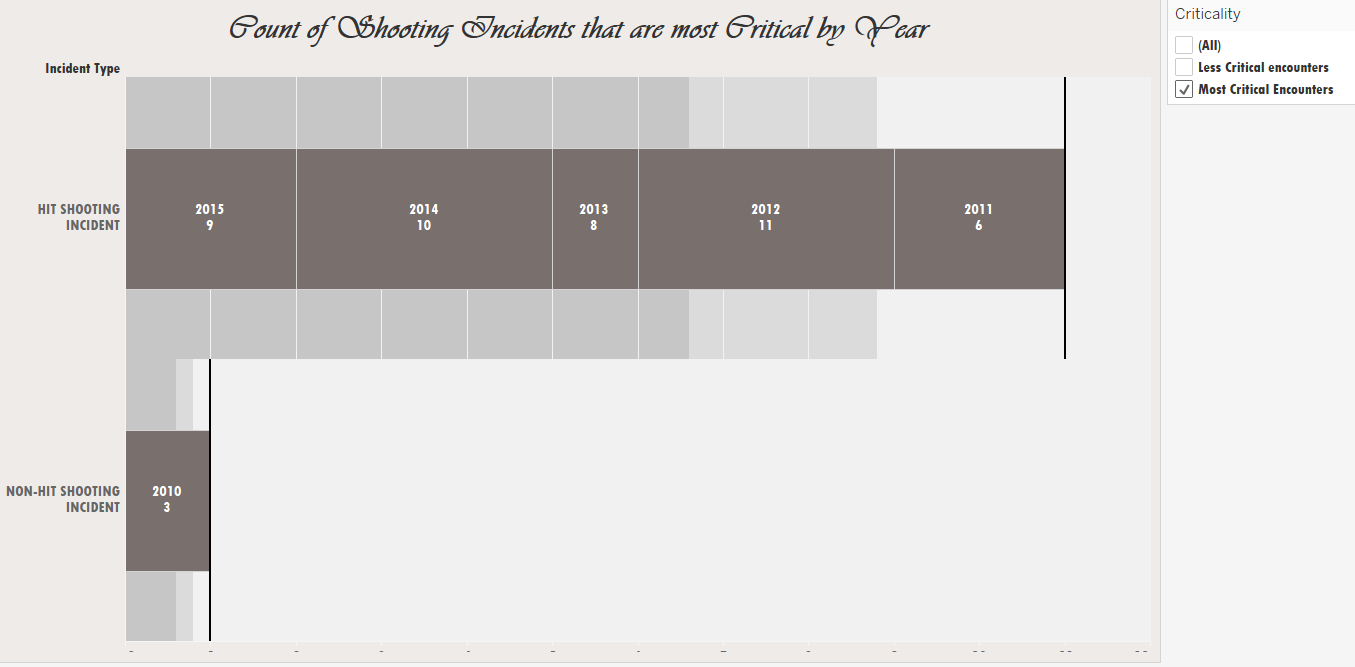 Count of Shooting Incidents that are most Critical by Year
Criticality
(All)
Less Critical encounters
Most Critical Encounters
Incident Type
HIT SHOOTING
INCIDENT
2015
9
2014
10
2013
8
2012
11
2011
6
NON-HIT SHOOTING
INCIDENT
2010
3